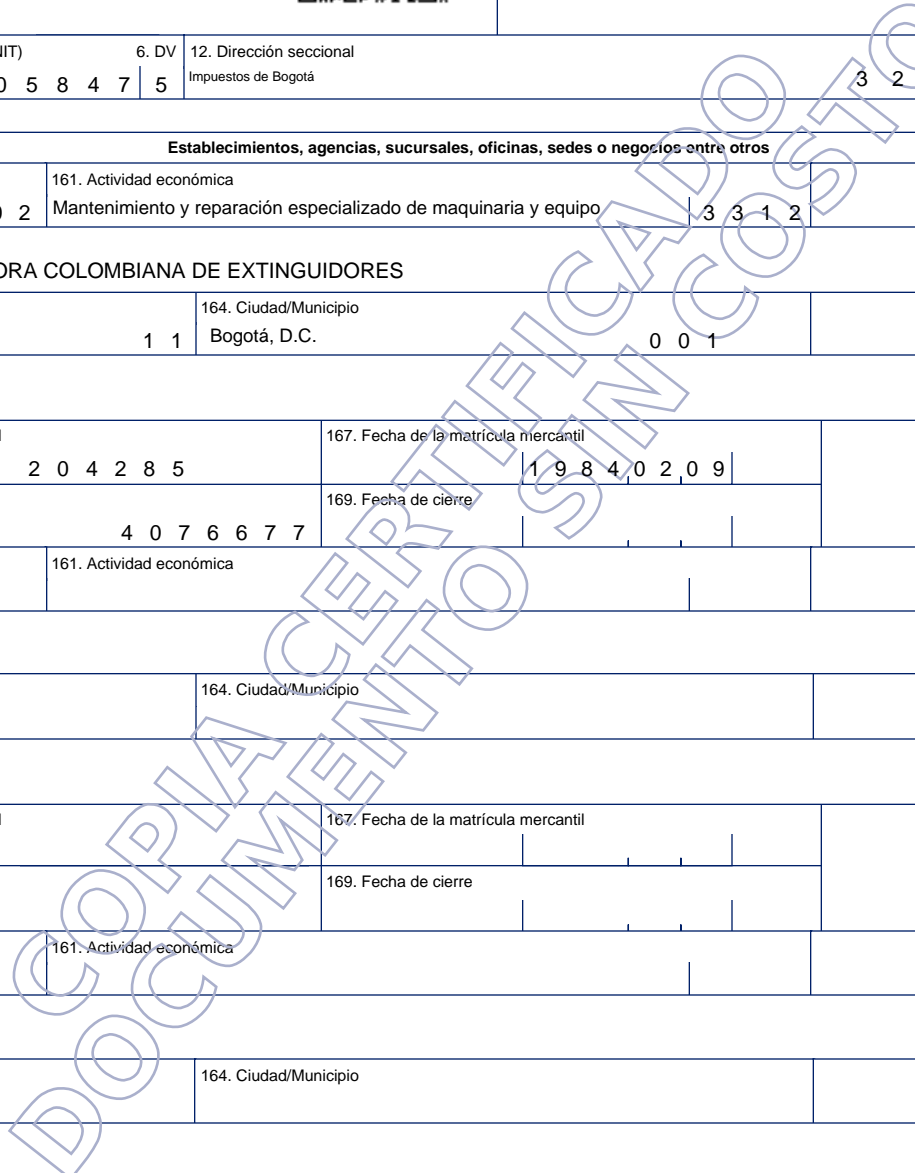 IT) 6. DV 12. Dirección seccional
0 5 8 4 7 5 Impuestos de Bogotá 3 2
Establecimientos, agencias, sucursales, oficinas, sedes o negocios entre otros
161. Actividad económica
2 Mantenimiento y reparación especializado de maquinaria y equipo 3 3 1 2
ORA COLOMBIANA DE EXTINGUIDORES
164. Ciudad/Municipio
1 1 Bogotá, D.C. 0 0 1
167. Fecha de la matrícula mercantil
2 0 4 2 8 5 1 9 8 4 0 2 0 9
169. Fecha de cierre
4 0 7 6 6 7 7
161. Actividad económica
164. Ciudad/Municipio
167. Fecha de la matrícula mercantil
169. Fecha de cierre
161. Actividad económica
164. Ciudad/Municipio
COPIA CERTIFICADO
DOCUMENTO SIN COSTO